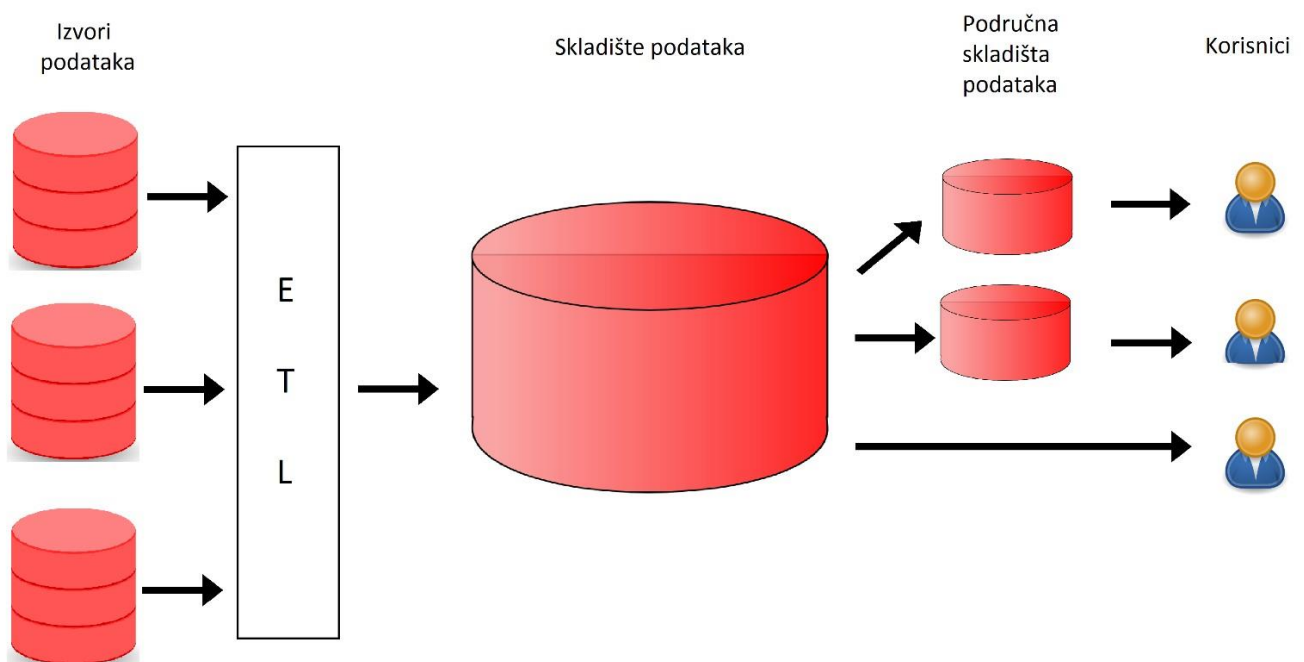 Izvori
podataka
Skladište podataka
Područna
skladišta
podataka
Korisnici
E
T
L